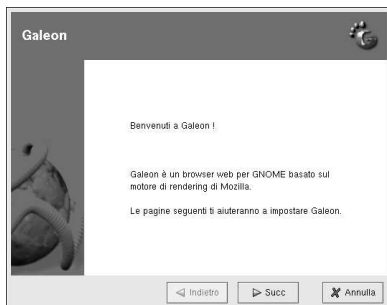 Galeon
Benvenuti a Galeon !
Galeon è un browser web per GNOME basato sul
motore di rendering di Mozilla.
Le pagine seguenti ti aiuteranno a impostare Galeon.
Indietro
Succ
Annulla